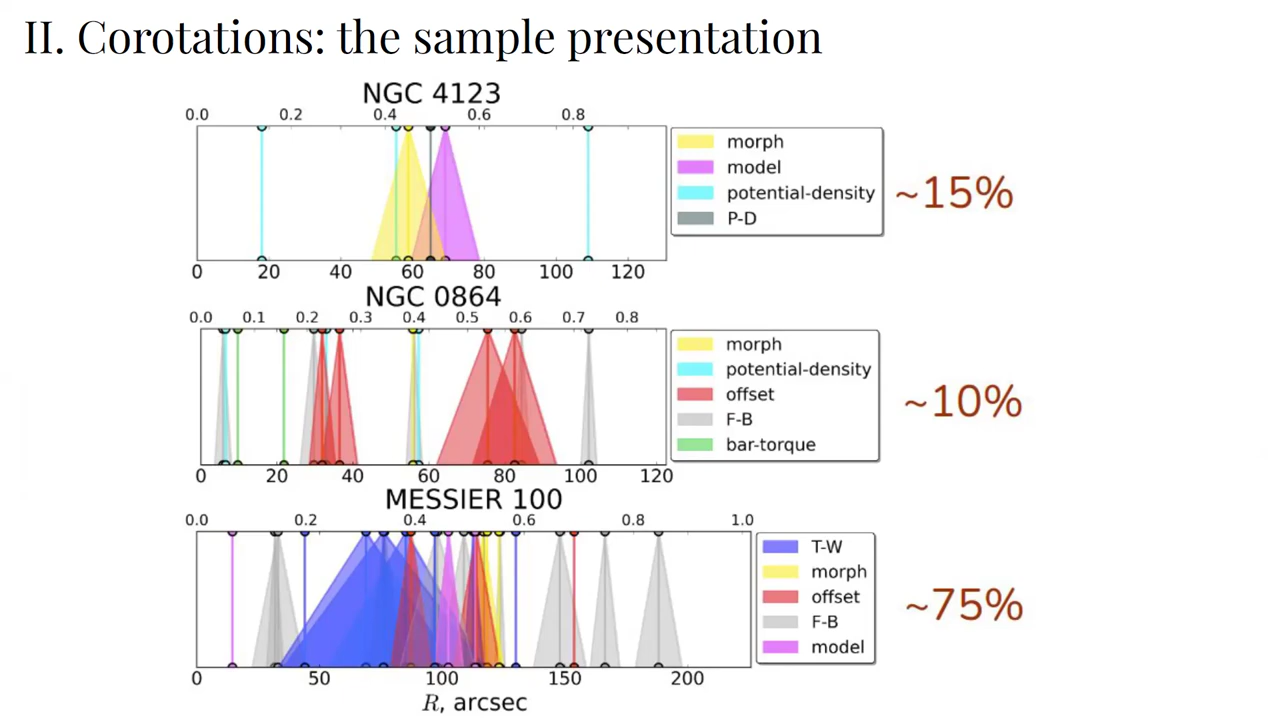 II. Corotations: the sample presentation
NGC 4123
0.0 0.2 0.4 0.6 0.8
morph
model
potential-density
P-D
~15%
0 20 40 60 80 100 120
NGC 0864
0.0 0.1 0.2 0.3 0.4 0.5 0.6 0.7 0.8
morph
potential-density
offset
F-B
bar-torque
~10%
0 20 40 60 80 100 120
MESSIER 100
0.0 0.2 0.4 0.6 0.8 1.0
T-W
morph
offset
F-B
model
~75%
0 50 100 150 200
R, arcsec